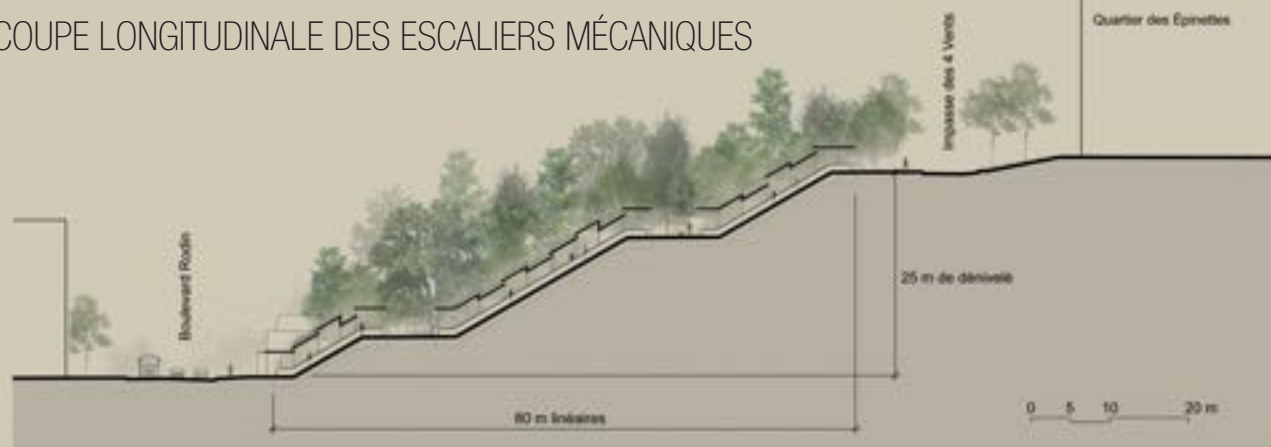 COUPE LONGITUDINALE DES ESCALIERS MÉCANIQUES
Quartier des Épinettes
Impasse des 4 Vents
Boulevard Rodin
25 m de dénivelé
80 m linéaires
0 5 10 20 m